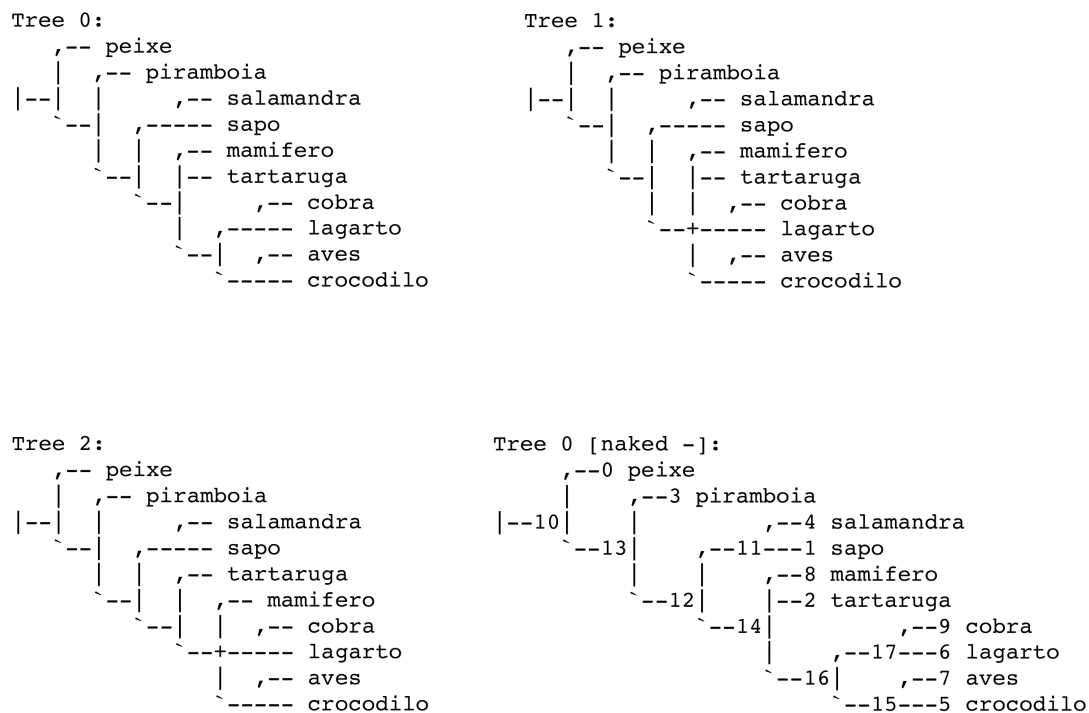 Tree 0:
,-- peixe
| ,-- piramboia
|--| | ,-- salamandra
`--| ,----- sapo
| | ,-- mamifero
`--| |-- tartaruga
`--| ,-- cobra
| ,----- lagarto
`--| ,-- aves
`----- crocodilo
Tree 1:
,-- peixe
| ,-- piramboia
|--| | ,-- salamandra
`--| ,----- sapo
| | ,-- mamifero
`--| |-- tartaruga
| | ,-- cobra
`--+----- lagarto
| ,-- aves
`----- crocodilo
Tree 2:
,-- peixe
| ,-- piramboia
|--| | ,-- salamandra
`--| ,----- sapo
| | ,-- tartaruga
`--| | ,-- mamifero
`--| | ,-- cobra
`--+----- lagarto
| ,-- aves
`----- crocodilo
Tree 0 [naked -]:
,--0 peixe
| ,--3 piramboia
|--10| | ,--4 salamandra
`--13| ,--11---1 sapo
| | ,--8 mamifero
`--12| |--2 tartaruga
`--14| ,--9 cobra
| ,--17---6 lagarto
`--16| ,--7 aves
`--15---5 crocodilo